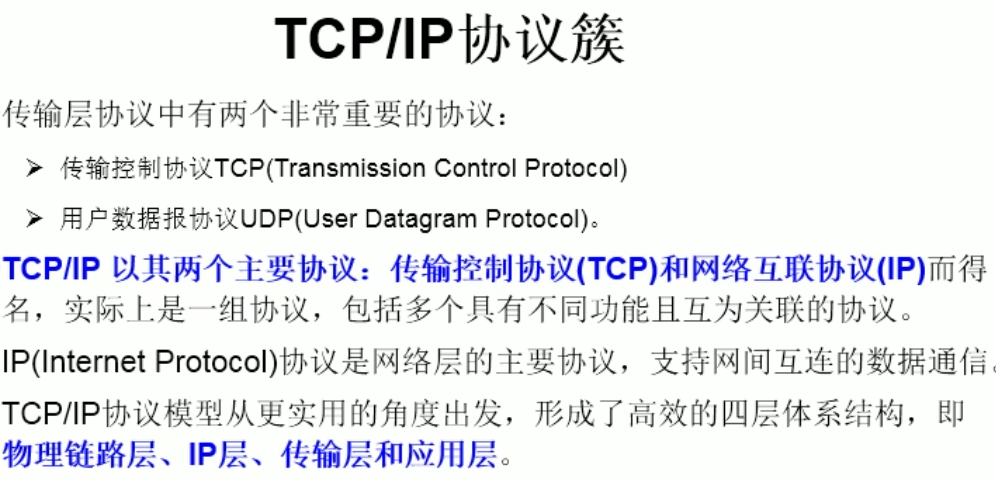 TCP/IP协议簇
传输层协议中有两个非常重要的协议：
➢ 传输控制协议TCP(Transmission Control Protocol)
➢ 用户数据报协议UDP(User Datagram Protocol)。
TCP/IP 以其两个主要协议：传输控制协议(TCP)和网络互联协议(IP)而得
名，实际上是一组协议，包括多个具有不同功能且互为关联的协议。
IP(Internet Protocol)协议是网络层的主要协议，支持网间互连的数据通信。
TCP/IP协议模型从更实用的角度出发，形成了高效的四层体系结构，即
物理链路层、IP层、传输层和应用层。